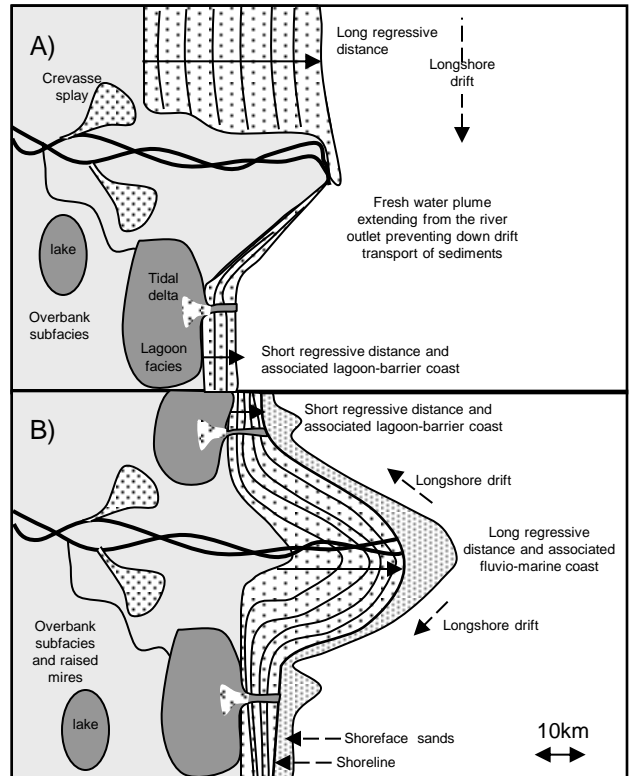 A)
Long regressive
distance
Longshore
drift
Crevasse
splay
Fresh water plume
extending from the river
outlet preventing down drift
transport of sediments
lake
Tidal
delta
Overbank
subfacies
Lagoon
facies
Short regressive distance and
associated lagoon-barrier coast
B)
Short regressive distance and
associated lagoon-barrier coast
Longshore drift
Long regressive
distance and associated
fluvio-marine coast
Longshore drift
Overbank
subfacies
and raised
mires
lake
Shoreface sands
Shoreline
10km